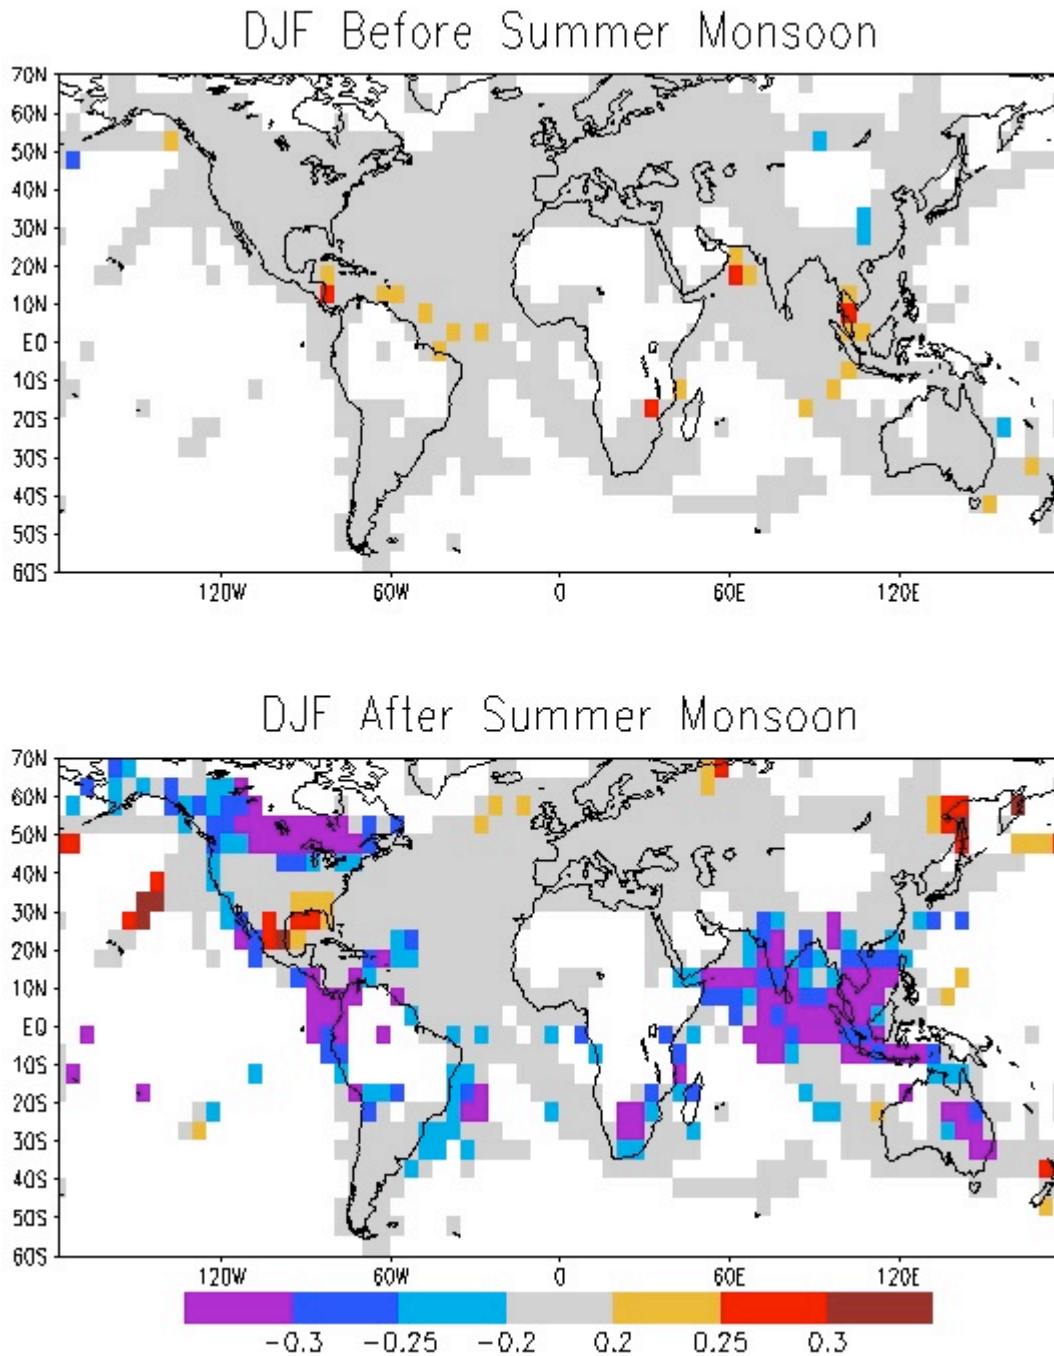 DJF Before Summer Monsoon
70N
60N
50N
40N
30N
20N
10N
EQ
10S
20S
30S
40S
50S
60S
120W 60W 0 60E 120E
DJF After Summer Monsoon
70N
60N
50N
40N
30N
20N
10N
EQ
10S
20S
30S
40S
50S
60S
120W 60W 0 60E 120E
-0.3 -0.25 -0.2 0.2 0.25 0.3